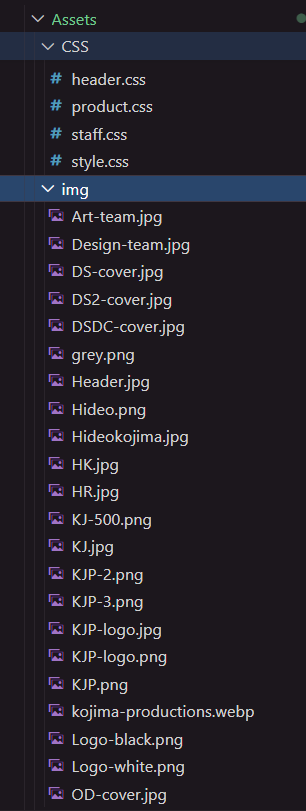 Assets
CSS
header.css
product.css
staff.css
style.css
img
Art-team.jpg
Design-team.jpg
DS-cover.jpg
DS2-cover.jpg
DSDC-cover.jpg
grey.png
Header.jpg
Hideo.png
Hideokojima.jpg
HK.jpg
HR.jpg
KJ-500.png
KJ.jpg
KJP-2.png
KJP-3.png
KJP-logo.jpg
KJP-logo.png
KJP.png
kojima-productions.webp
Logo-black.png
Logo-white.png
OD-cover.jpg